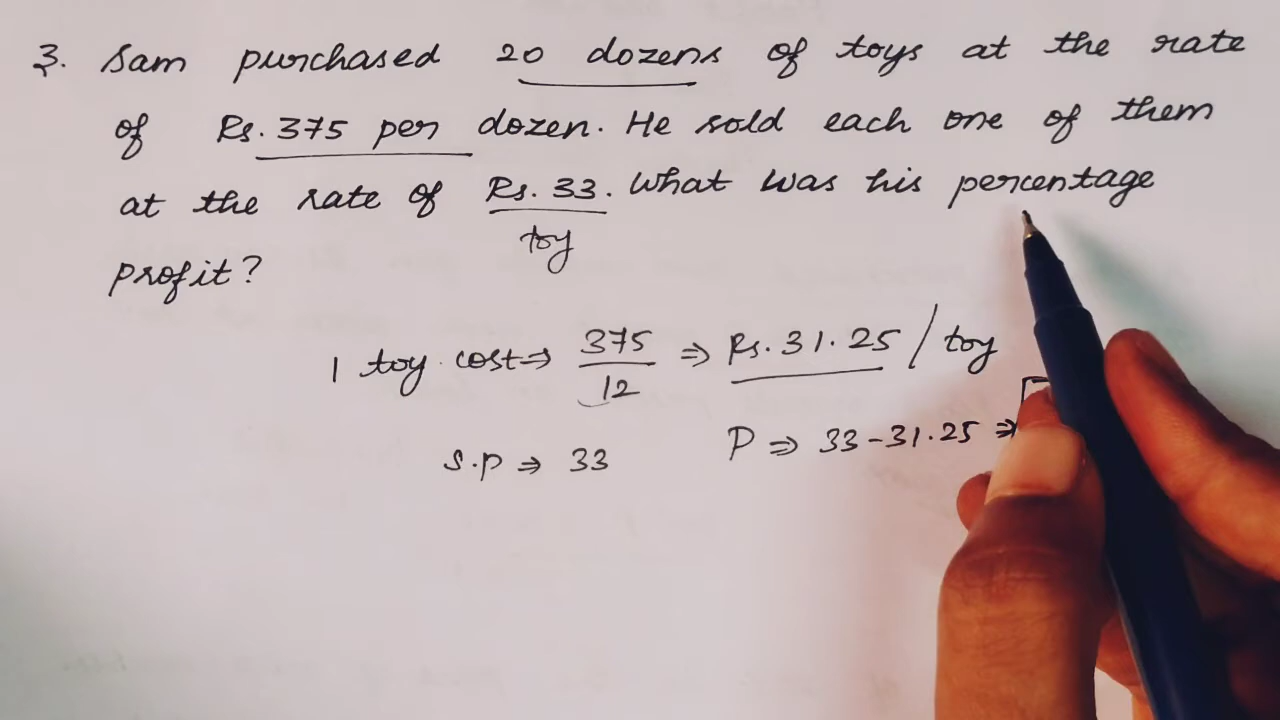 3. Sam purchased 20 dozens of toys at the rate
of Rs. 375 per dozen. He sold each one of them
at the rate of Rs. 33. What was his percentage
toy
profit?
1 toy cost ⇒ 375/12 ⇒ Rs. 31.25 / toy
S.P ⇒ 33
P ⇒ 33-31.25 ⇒